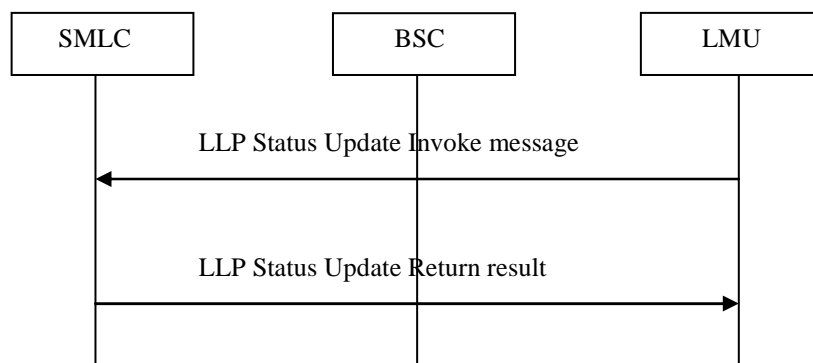 SMLC
BSC
LMU
LLP Status Update Invoke message
LLP Status Update Return result